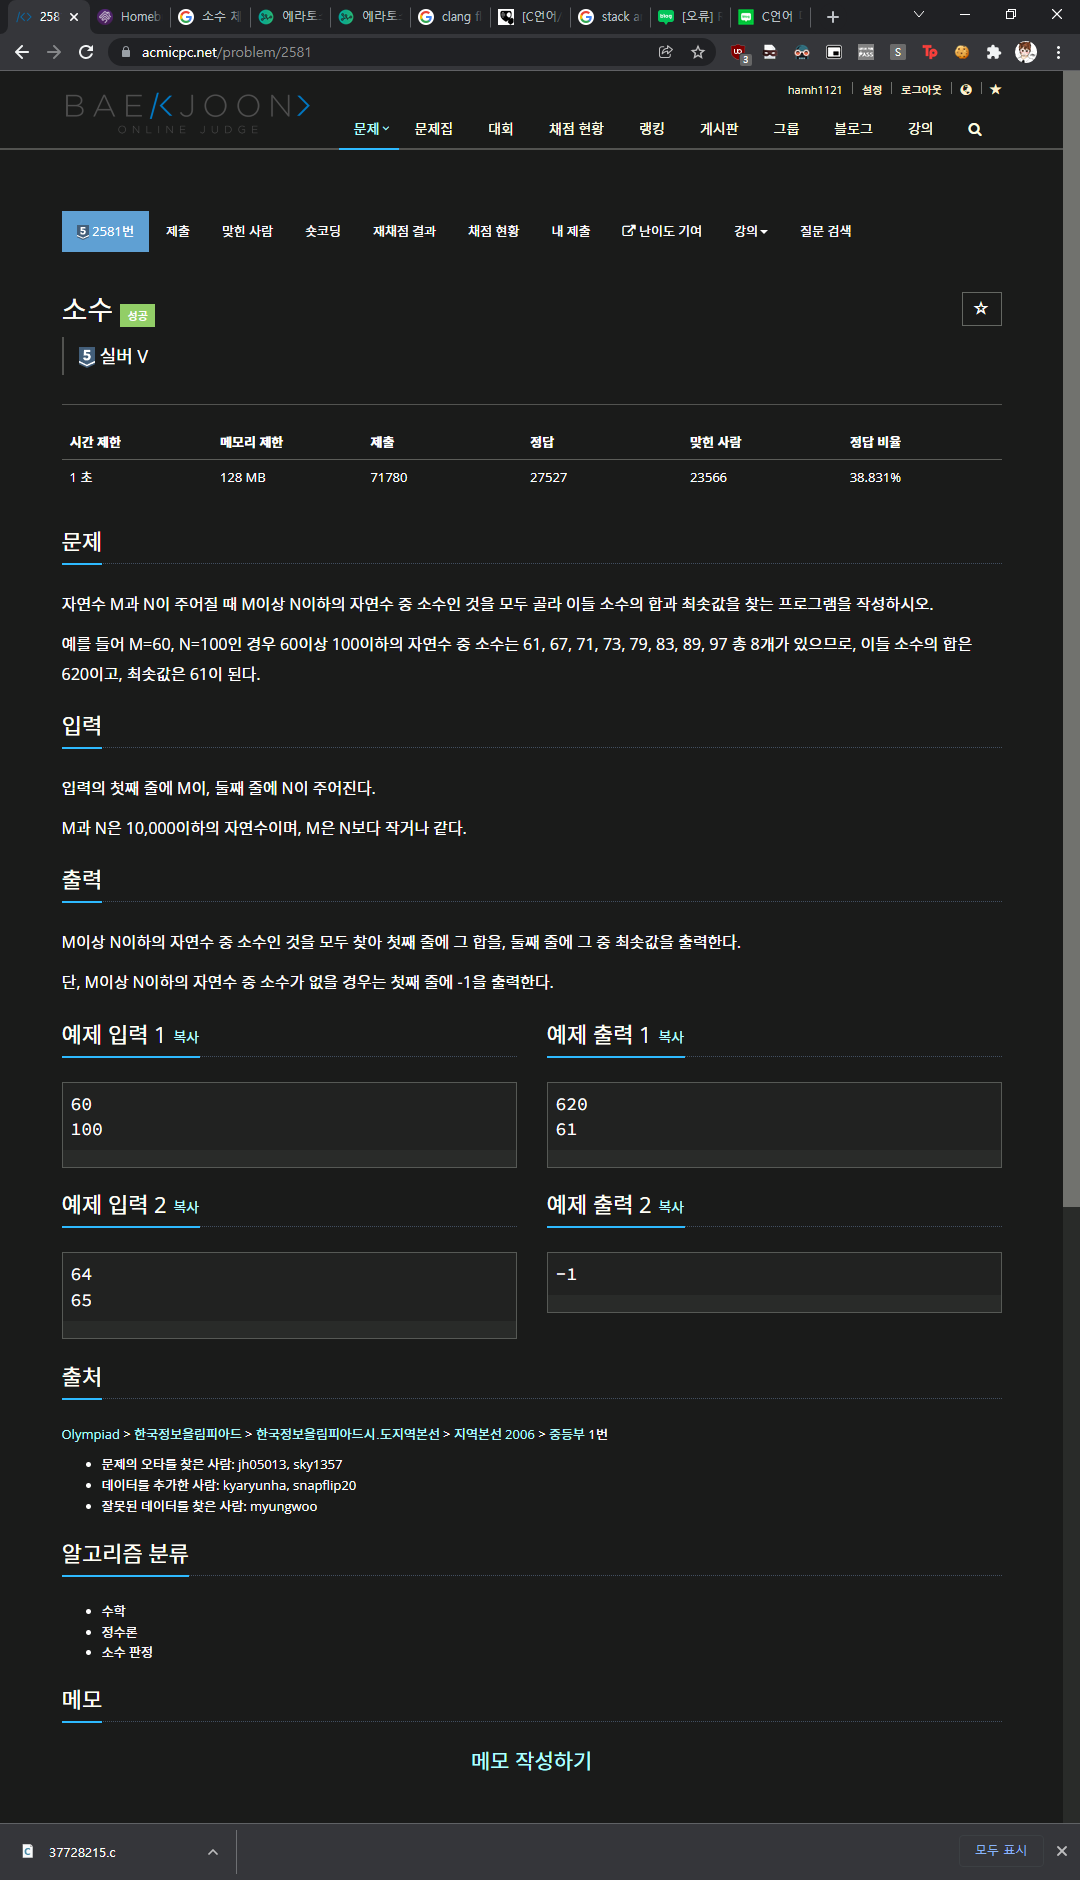 258
Homeb
소수 체
에라토
에라토
clang fl
[C언어/
stack a
[오류] F
C언어
acmicpc.net/problem/2581
hamh1121
설정
로그아웃
BAE/<JOON>
ONLINE JUDGE
문제
문제집
대회
채점 현황
랭킹
게시판
그룹
블로그
강의
5 2581번
제출
맞힌 사람
숏코딩
재채점 결과
채점 현황
내 제출
난이도 기여
강의
질문 검색
소수 성공
5 실버 V
시간 제한 메모리 제한 제출 정답 맞힌 사람 정답 비율
1 초 128 MB 71780 27527 23566 38.831%
문제
자연수 M과 N이 주어질 때 M이상 N이하의 자연수 중 소수인 것을 모두 골라 이들 소수의 합과 최솟값을 찾는 프로그램을 작성하시오.
예를 들어 M=60, N=100인 경우 60이상 100이하의 자연수 중 소수는 61, 67, 71, 73, 79, 83, 89, 97 총 8개가 있으므로, 이들 소수의 합은
620이고, 최솟값은 61이 된다.
입력
입력의 첫째 줄에 M이, 둘째 줄에 N이 주어진다.
M과 N은 10,000이하의 자연수이며, M은 N보다 작거나 같다.
출력
M이상 N이하의 자연수 중 소수인 것을 모두 찾아 첫째 줄에 그 합을, 둘째 줄에 그 중 최솟값을 출력한다.
단, M이상 N이하의 자연수 중 소수가 없을 경우는 첫째 줄에 -1을 출력한다.
예제 입력 1 복사
60
100
예제 출력 1 복사
620
61
예제 입력 2 복사
64
65
예제 출력 2 복사
-1
출처
Olympiad > 한국정보올림피아드 > 한국정보올림피아드시.도지역본선 > 지역본선 2006 > 중등부 1번
문제의 오타를 찾은 사람: jh05013, sky1357
데이터를 추가한 사람: kyaryunha, snapflip20
잘못된 데이터를 찾은 사람: myungwoo
알고리즘 분류
수학
정수론
소수 판정
메모
메모 작성하기
37728215.c
모두 표시